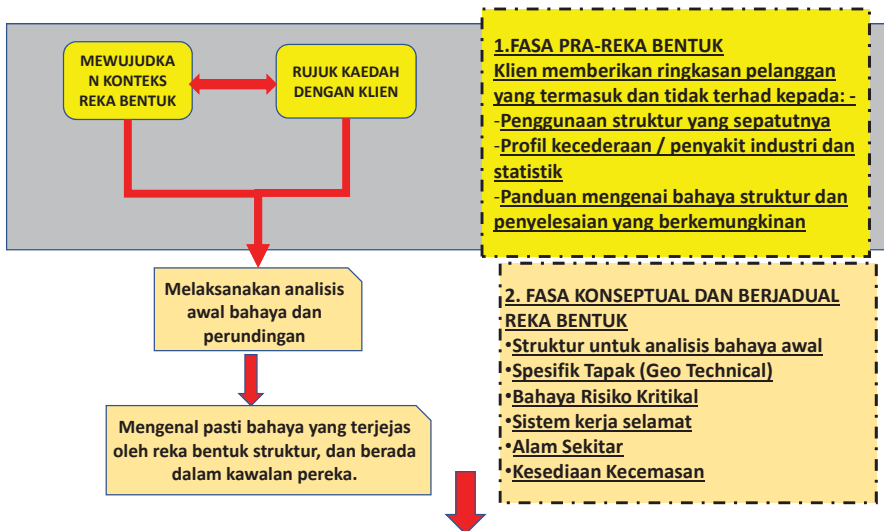 MEWUJUDKA
N KONTEKS
REKA BENTUK
RUJUK KAEDAH
DENGAN KLIEN
1.FASA PRA-REKA BENTUK
Klien memberikan ringkasan pelanggan
yang termasuk dan tidak terhad kepada: -
-Penggunaan struktur yang sepatutnya
-Profil kecederaan / penyakit industri dan
statistik
-Panduan mengenai bahaya struktur dan
penyelesaian yang berkemungkinan
Melaksanakan analisis
awal bahaya dan
perundingan
Mengenal pasti bahaya yang terjejas
oleh reka bentuk struktur, dan berada
dalam kawalan pereka.
2. FASA KONSEPTUAL DAN BERJADUAL
REKA BENTUK
•Struktur untuk analisis bahaya awal
•Spesifik Tapak (Geo Technical)
•Bahaya Risiko Kritikal
•Sistem kerja selamat
•Alam Sekitar
•Kesediaan Kecemasan